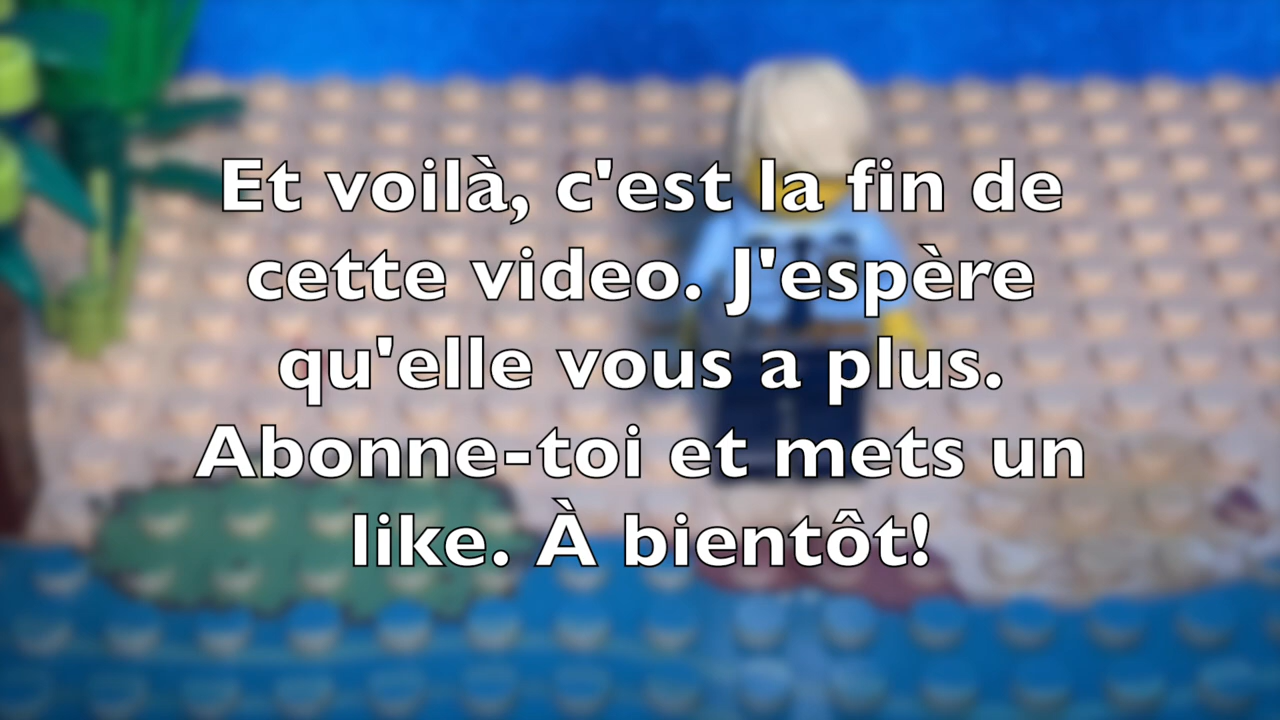 Et voilà, c'est la fin de
cette video. J'espère
qu'elle vous a plus.
Abonne-toi et mets un
like. À bientôt!